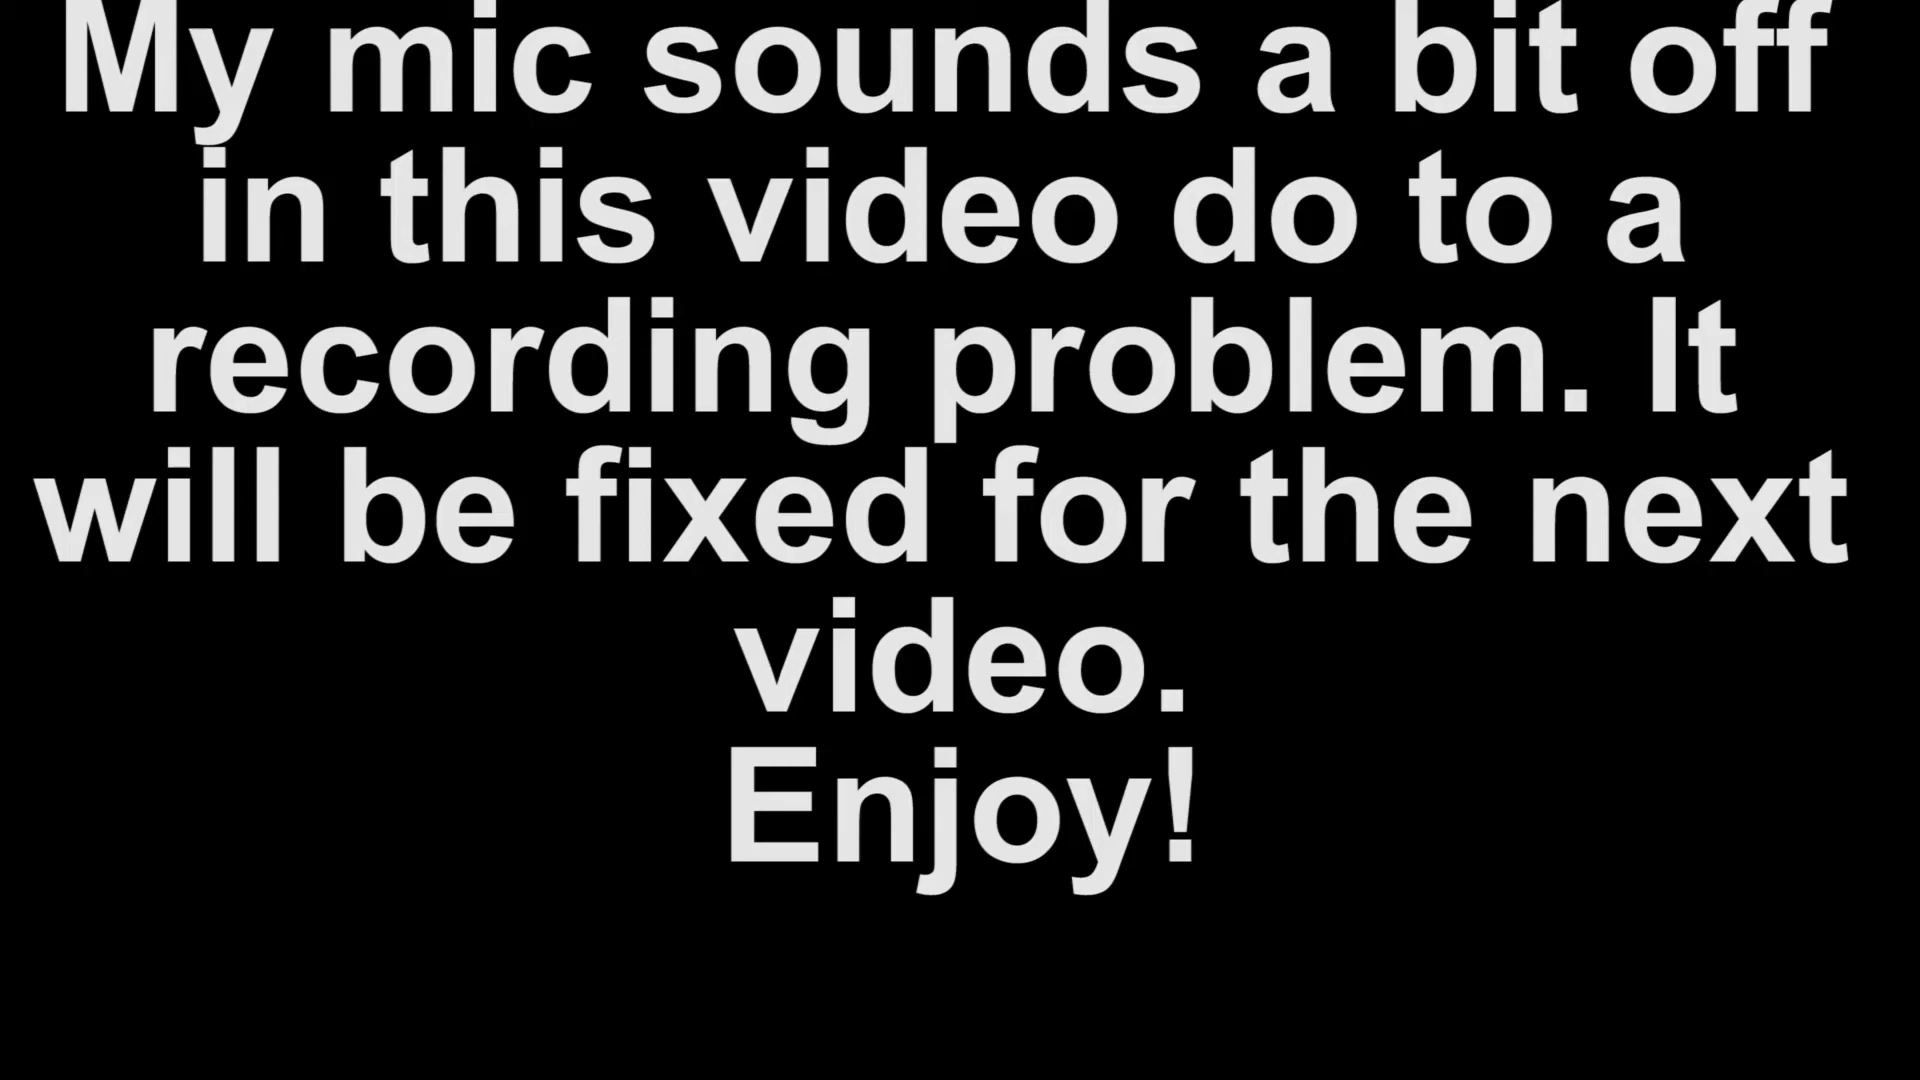 My mic sounds a bit off
in this video do to a
recording problem. It
will be fixed for the next
video.
Enjoy!